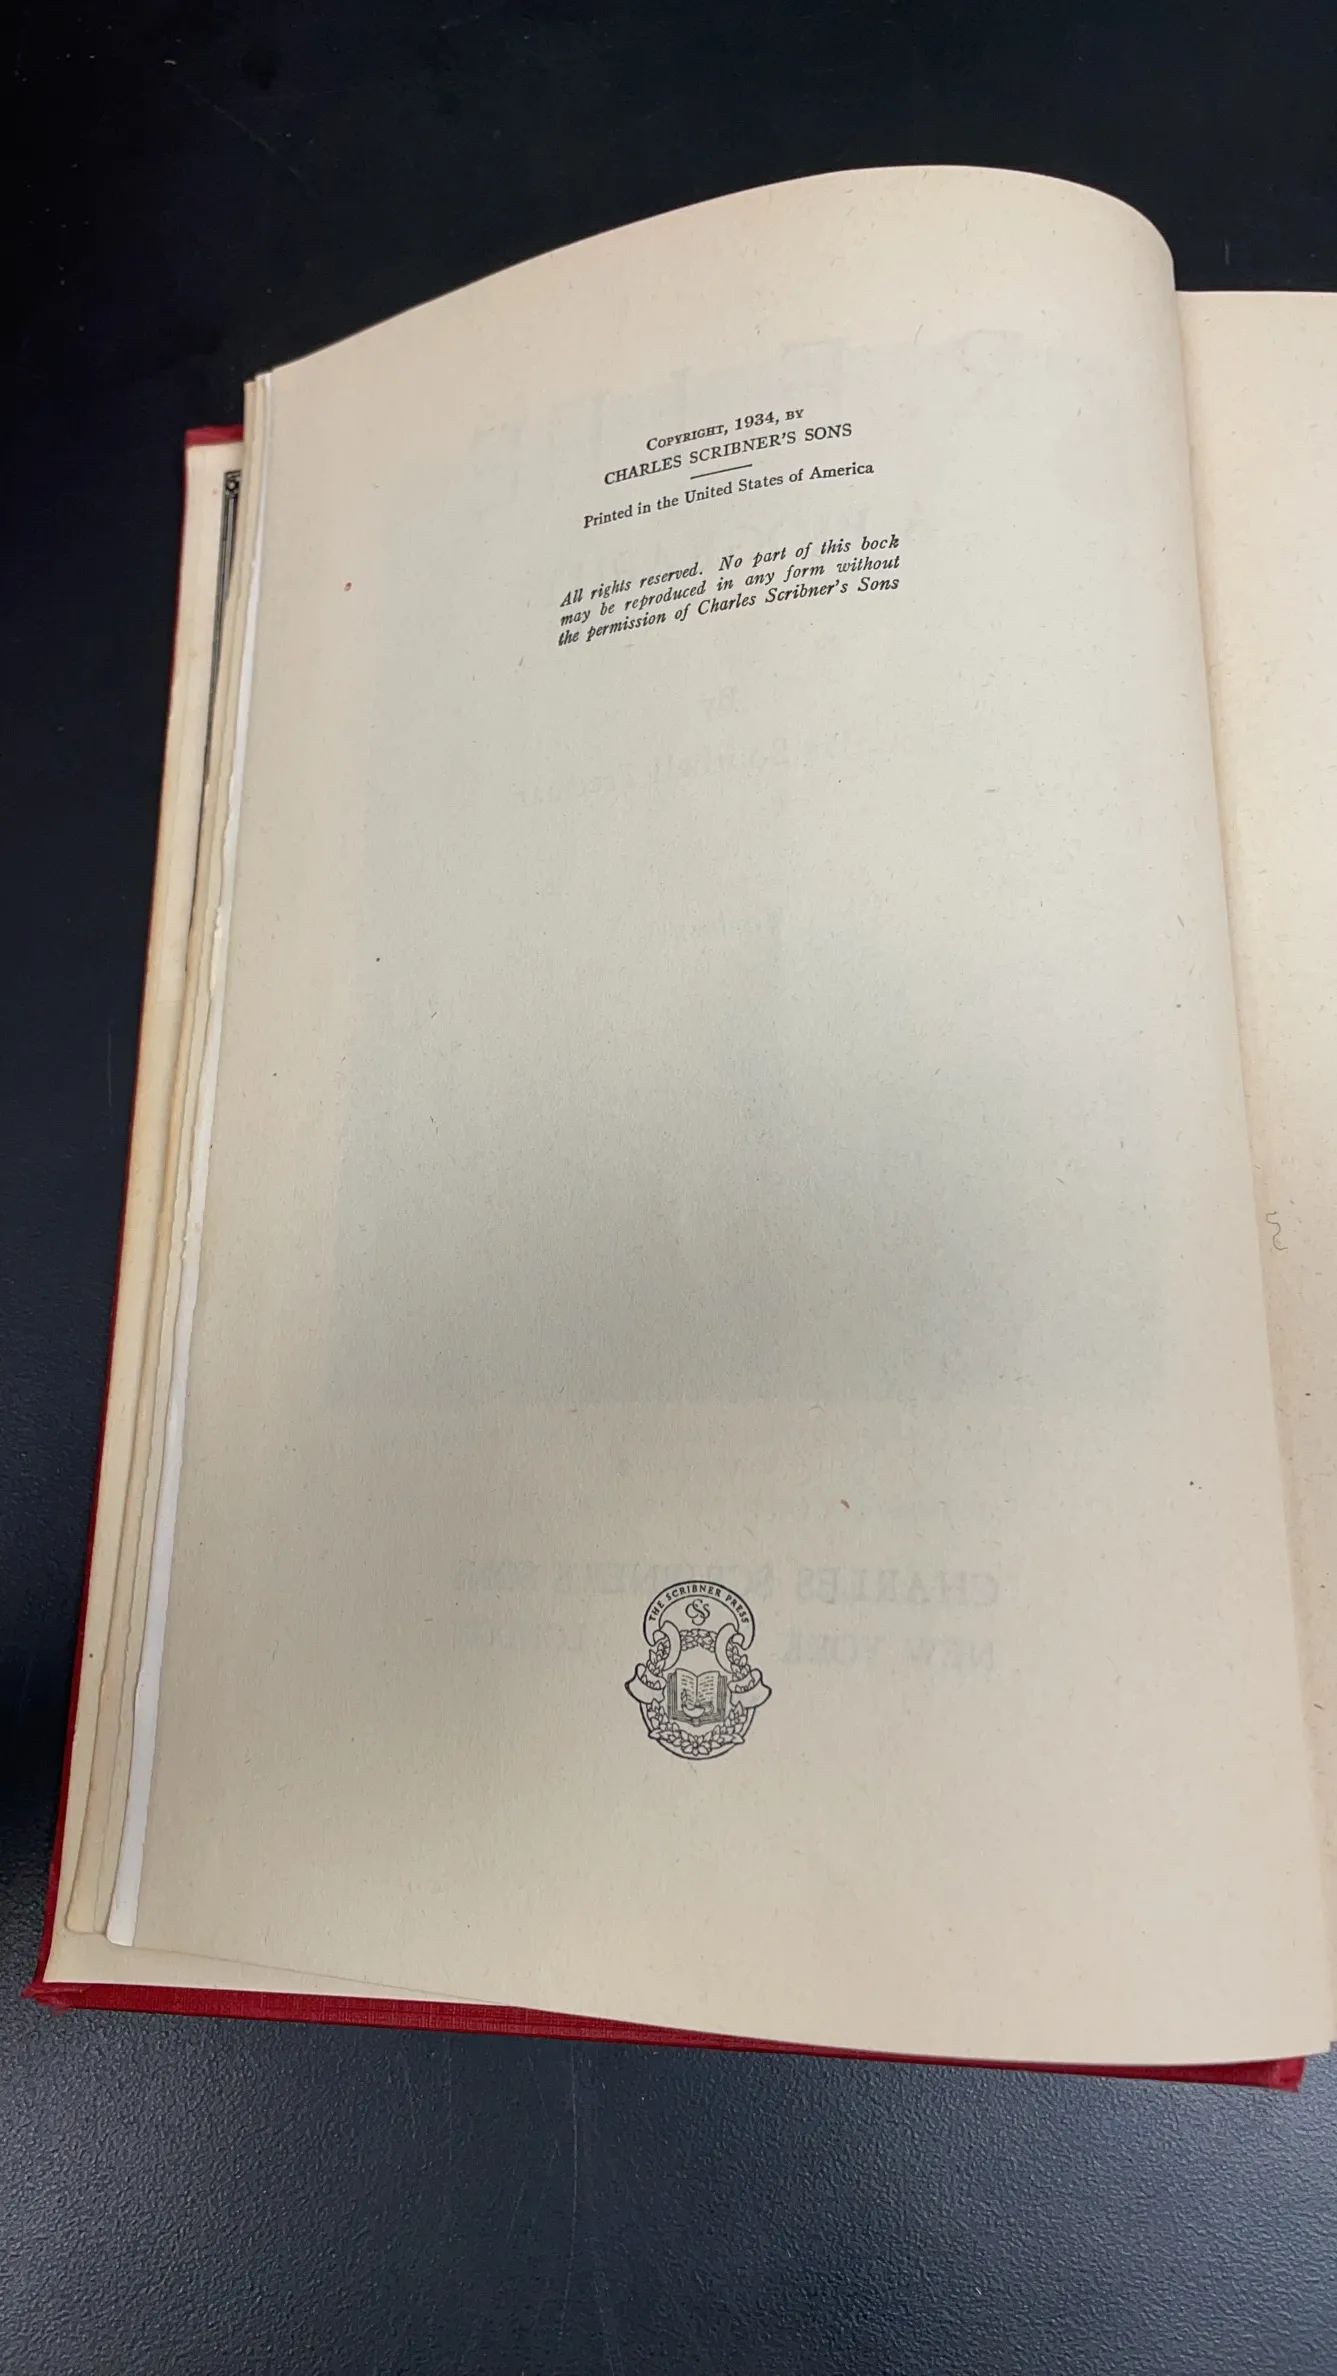 COPYRIGHT, 1934, BY
CHARLES SCRIBNER'S SONS
Printed in the United States of America
All rights reserved. No part of this bock
may be reproduced in any form without
the permission of Charles Scribner's Sons
THE SCRIBNER PRESS
CSS